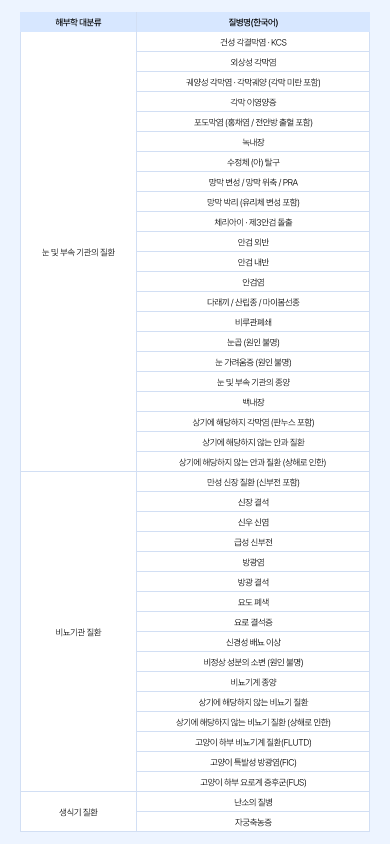 해부학 대분류 질병명(한국어)
건성 각결막염 · KCS
외상성 각막염
궤양성 각막염 · 각막궤양 (각막 미란 포함)
각막 이영양증
포도막염 (홍채염 / 전안방 출혈 포함)
녹내장
수정체 (아) 탈구
망막 변성 / 망막 위축 / PRA
망막 박리 (유리체 변성 포함)
체리아이 · 제3안검 돌출
안검 외반
눈 및 부속 기관의 질환
안검 내반
안검염
다래끼 / 산립종 / 마이봄선종
비루관폐쇄
눈곱 (원인 불명)
눈 가려움증 (원인 불명)
눈 및 부속 기관의 종양
백내장
상기에 해당하지 각막염 (판누스 포함)
상기에 해당하지 않는 안과 질환
상기에 해당하지 않는 안과 질환 (상해로 인한)
만성 신장 질환 (신부전 포함)
신장 결석
신우 신염
급성 신부전
방광염
방광 결석
요도 폐색
요로 결석증
비뇨기관 질환
신경성 배뇨 이상
비정상 성분의 소변 (원인 불명)
비뇨기계 종양
상기에 해당하지 않는 비뇨기 질환
상기에 해당하지 않는 비뇨기 질환 (상해로 인한)
고양이 하부 비뇨기계 질환(FLUTD)
고양이 특발성 방광염(FIC)
고양이 하부 요로계 증후군(FUS)
생식기 질환
난소의 질병
자궁축농증